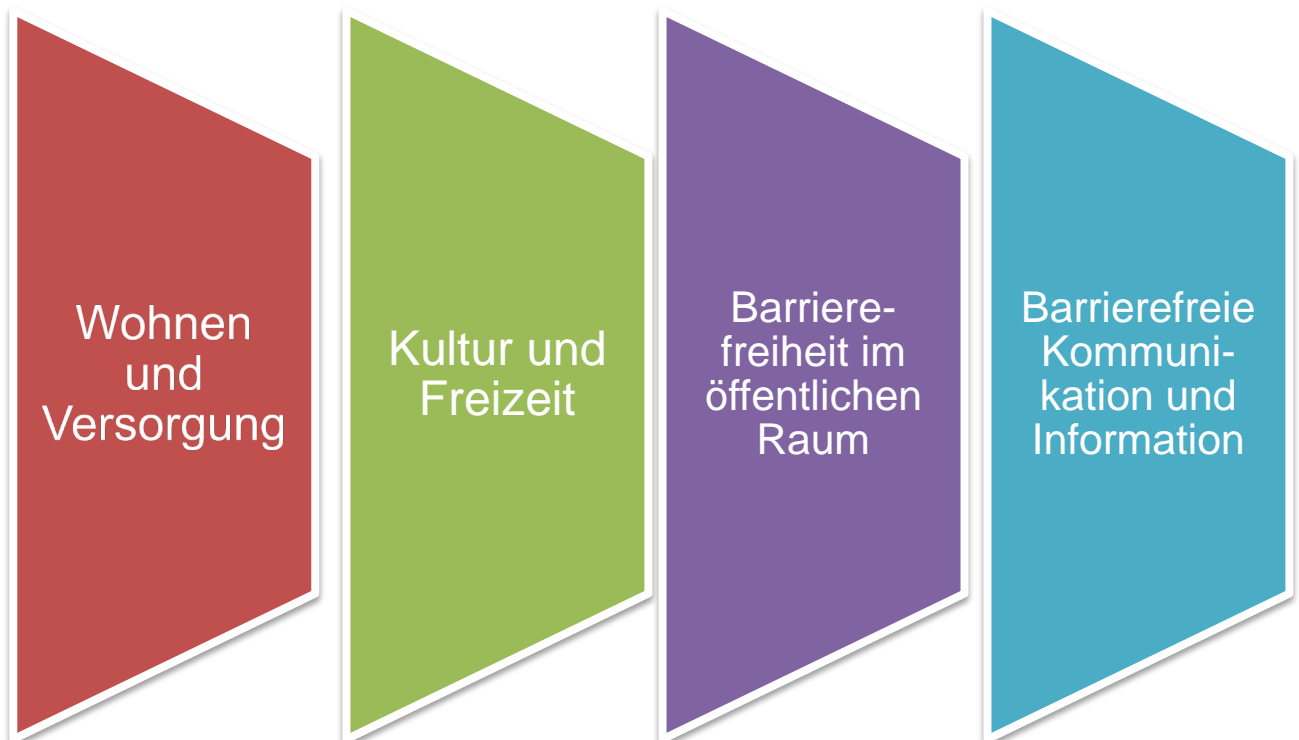 Wohnen
und
Versorgung
Kultur und
Freizeit
Barriere-
freiheit im
öffentlichen
Raum
Barrierefreie
Kommuni-
kation und
Information